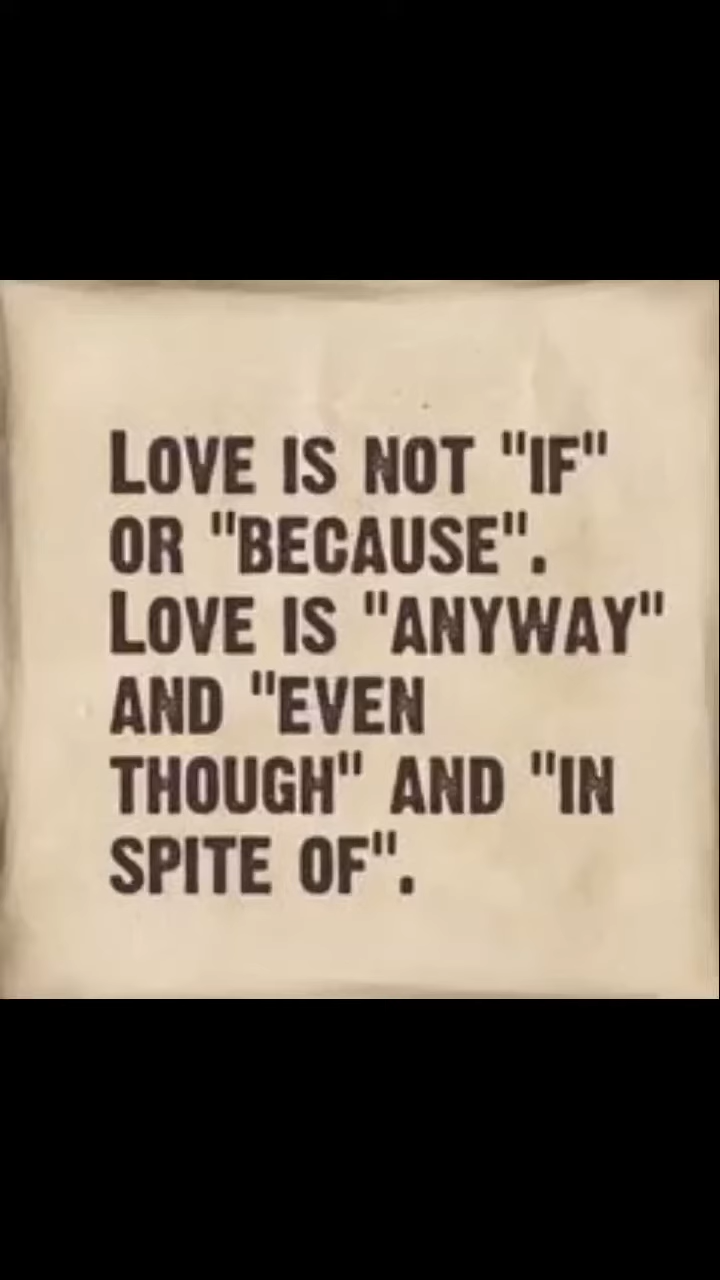 LOVE IS NOT "IF"
OR "BECAUSE".
LOVE IS "ANYWAY"
AND "EVEN
THOUGH" AND "IN
SPITE OF".